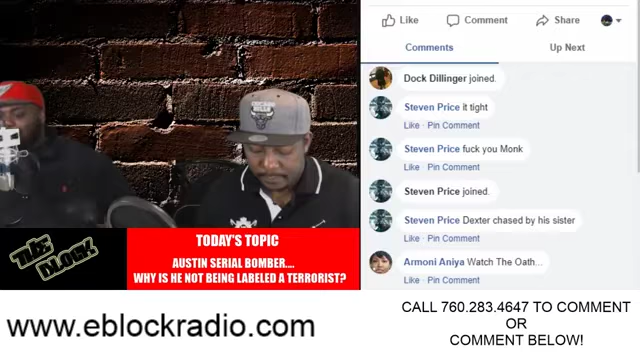 Like
Comment
Share
Comments
Up Next
Dock Dillinger joined.
Steven Price it tight
Like · Pin Comment
Steven Price fuck you Monk
Like · Pin Comment
Steven Price joined.
Steven Price Dexter chased by his sister
Like · Pin Comment
Armoni Aniya Watch The Oath...
Like · Pin Comment
CHICAGO
BULLS
THE
BLOCK
TODAY'S TOPIC
AUSTIN SERIAL BOMBER....
WHY IS HE NOT BEING LABELED A TERRORIST?
www.eblockradio.com
CALL 760.283.4647 TO COMMENT
OR
COMMENT BELOW!